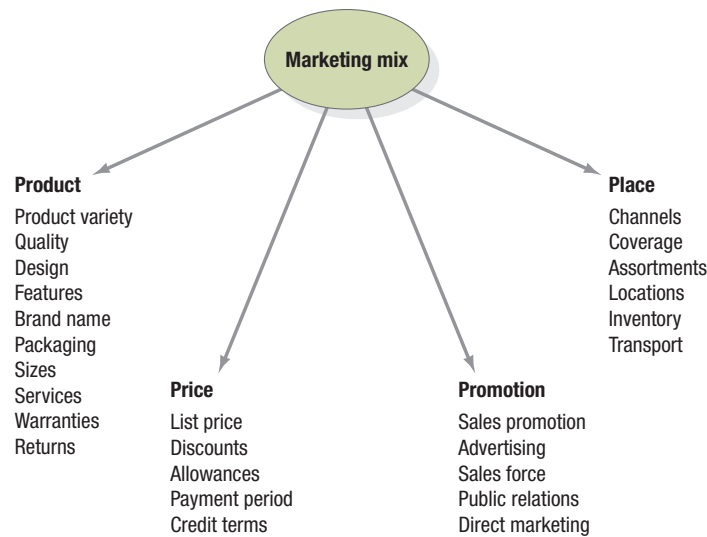 Marketing mix
Product
Product variety
Quality
Design
Features
Brand name
Packaging
Sizes
Services
Warranties
Returns
Price
List price
Discounts
Allowances
Payment period
Credit terms
Promotion
Sales promotion
Advertising
Sales force
Public relations
Direct marketing
Place
Channels
Coverage
Assortments
Locations
Inventory
Transport